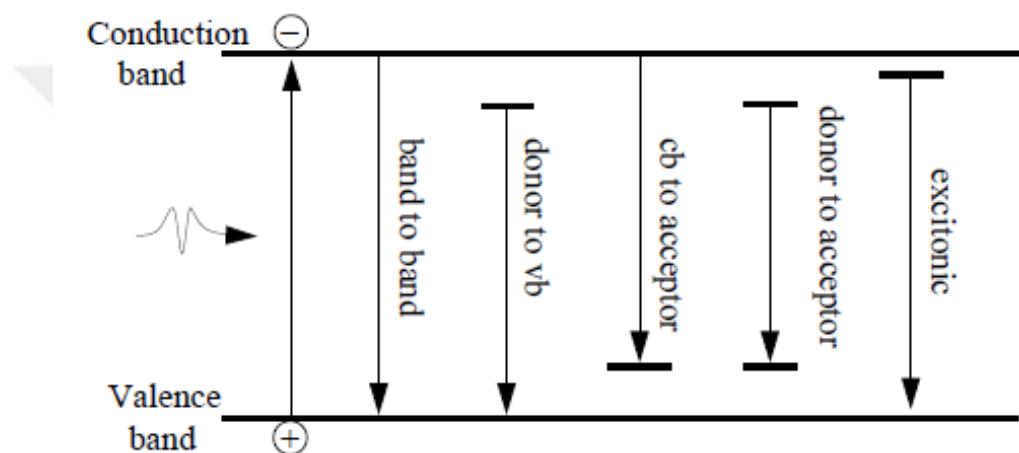 Conduction
band
−
band to band
donor to vb
cb to acceptor
donor to acceptor
excitonic
Valence
band
+